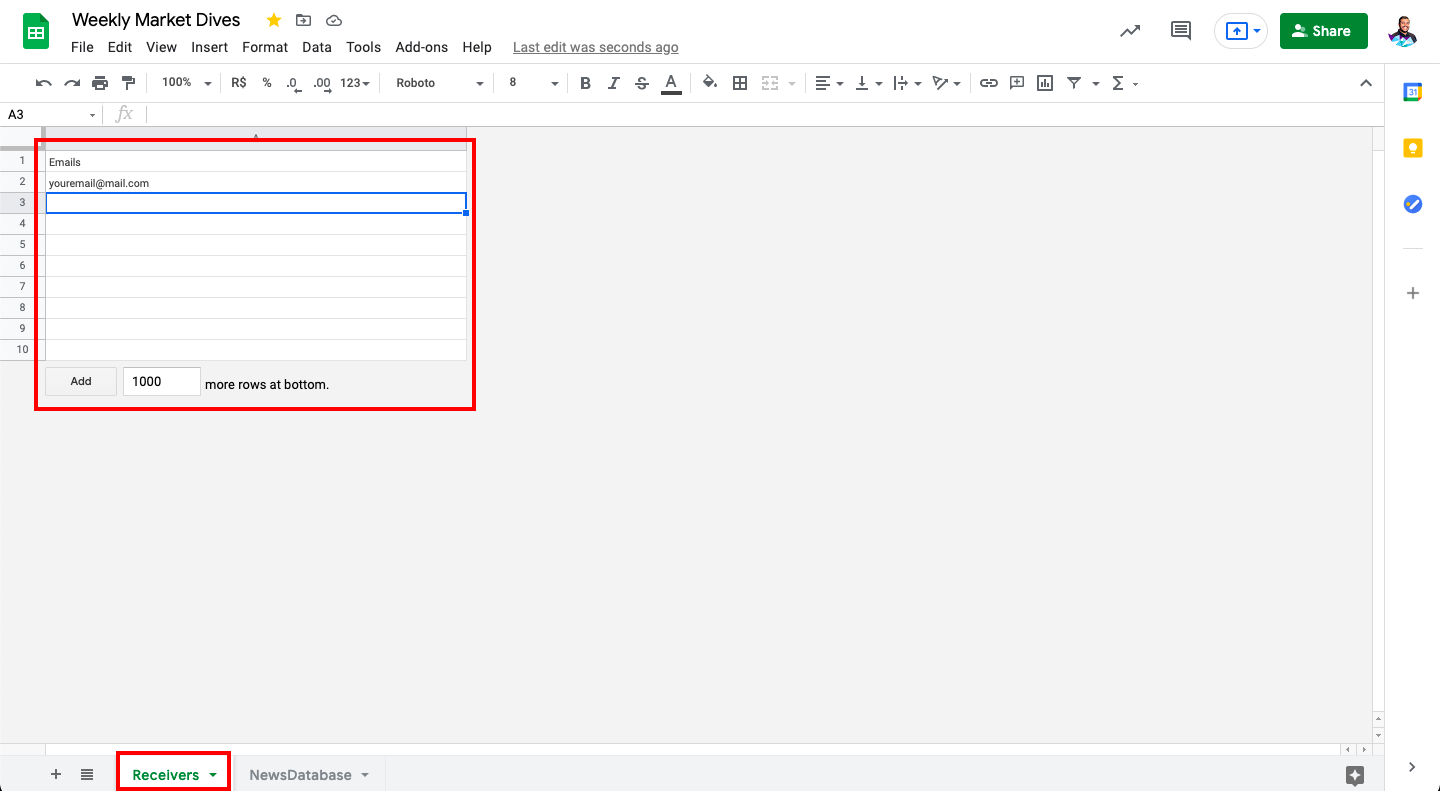 Weekly Market Dives
File Edit View Insert Format Data Tools Add-ons Help Last edit was seconds ago
Share
100% R$ % .0 .00 123 Roboto 8 B I S A
31
A3 fx
A
1 Emails
2 youremail@mail.com
3
4
5
6
7
8
9
10
Add 1000 more rows at bottom.
Receivers NewsDatabase